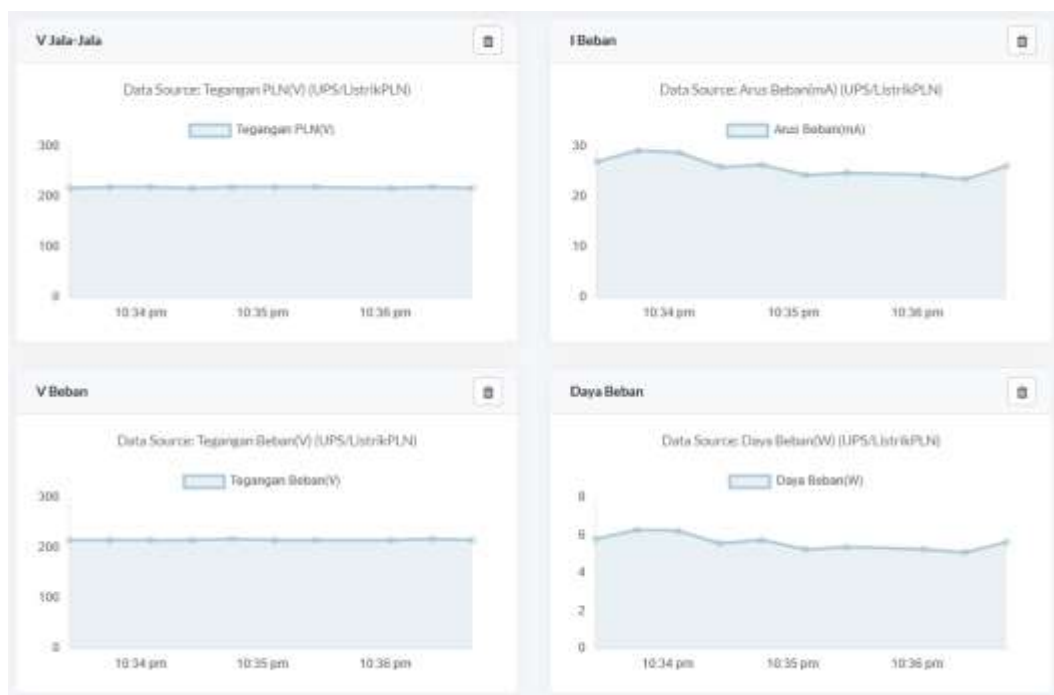 V Jala-Jala
Data Source: Tegangan PLN(V) (UPS/ListrikPLN)
Tegangan PLN(V)
300
200
100
0
10:34 pm 10:35 pm 10:36 pm
I Beban
Data Source: Arus Beban(mA) (UPS/ListrikPLN)
Arus Beban(mA)
30
20
10
0
10:34 pm 10:35 pm 10:36 pm
V Beban
Data Source: Tegangan Beban(V) (UPS/ListrikPLN)
Tegangan Beban(V)
300
200
100
0
10:34 pm 10:35 pm 10:36 pm
Daya Beban
Data Source: Daya Beban(W) (UPS/ListrikPLN)
Daya Beban(W)
8
6
4
2
0
10:34 pm 10:35 pm 10:36 pm